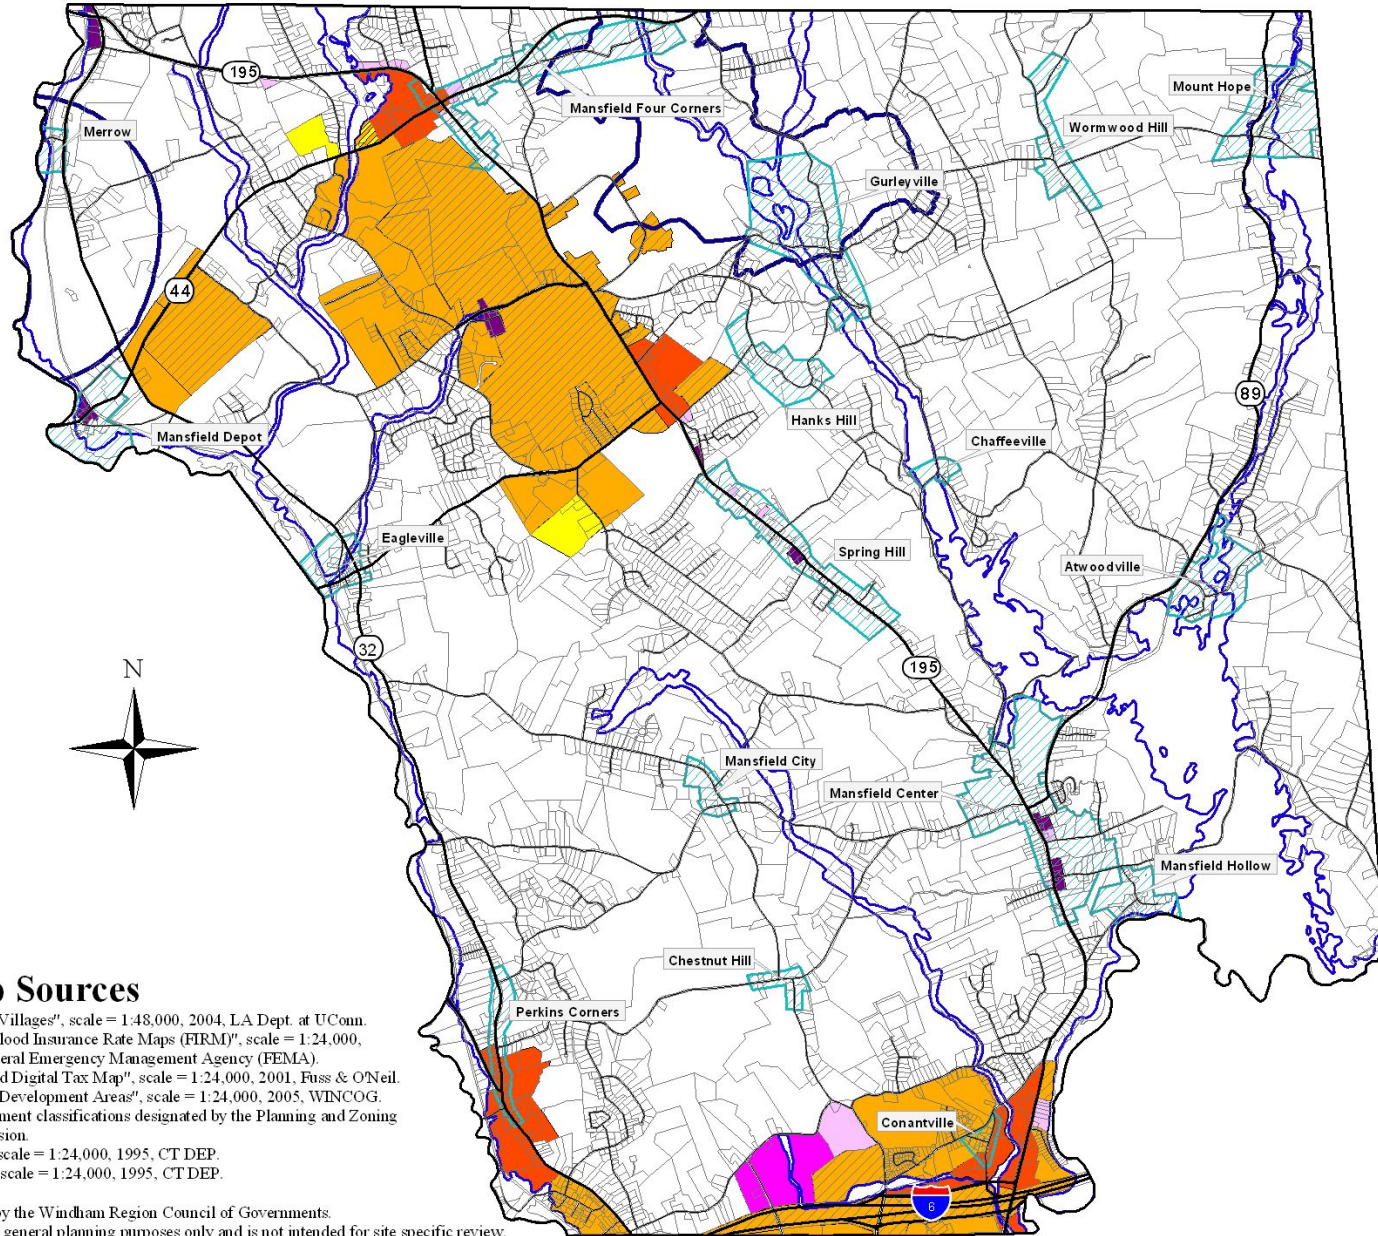 195
Mansfield Four Corners
Mount Hope
Wormwood Hill
Merrow
Gurleyville
44
89
Hanks Hill
Mansfield Depot
Chaffeeville
Eagleville
Spring Hill
Atwoodville
32
195
N
Mansfield City
Mansfield Center
Mansfield Hollow
Chestnut Hill
Perkins Corners
Conantville
6
Sources
Villages", scale = 1:48,000, 2004, LA Dept. at UConn.
lood Insurance Rate Maps (FIRM)", scale = 1:24,000,
eral Emergency Management Agency (FEMA).
d Digital Tax Map", scale = 1:24,000, 2001, Fuss & O'Neil.
Development Areas", scale = 1:24,000, 2005, WINCOG.
ment classifications designated by the Planning and Zoning
sion.
scale = 1:24,000, 1995, CT DEP.
scale = 1:24,000, 1995, CT DEP.
by the Windham Region Council of Governments.
general planning purposes only and is not intended for site specific review.